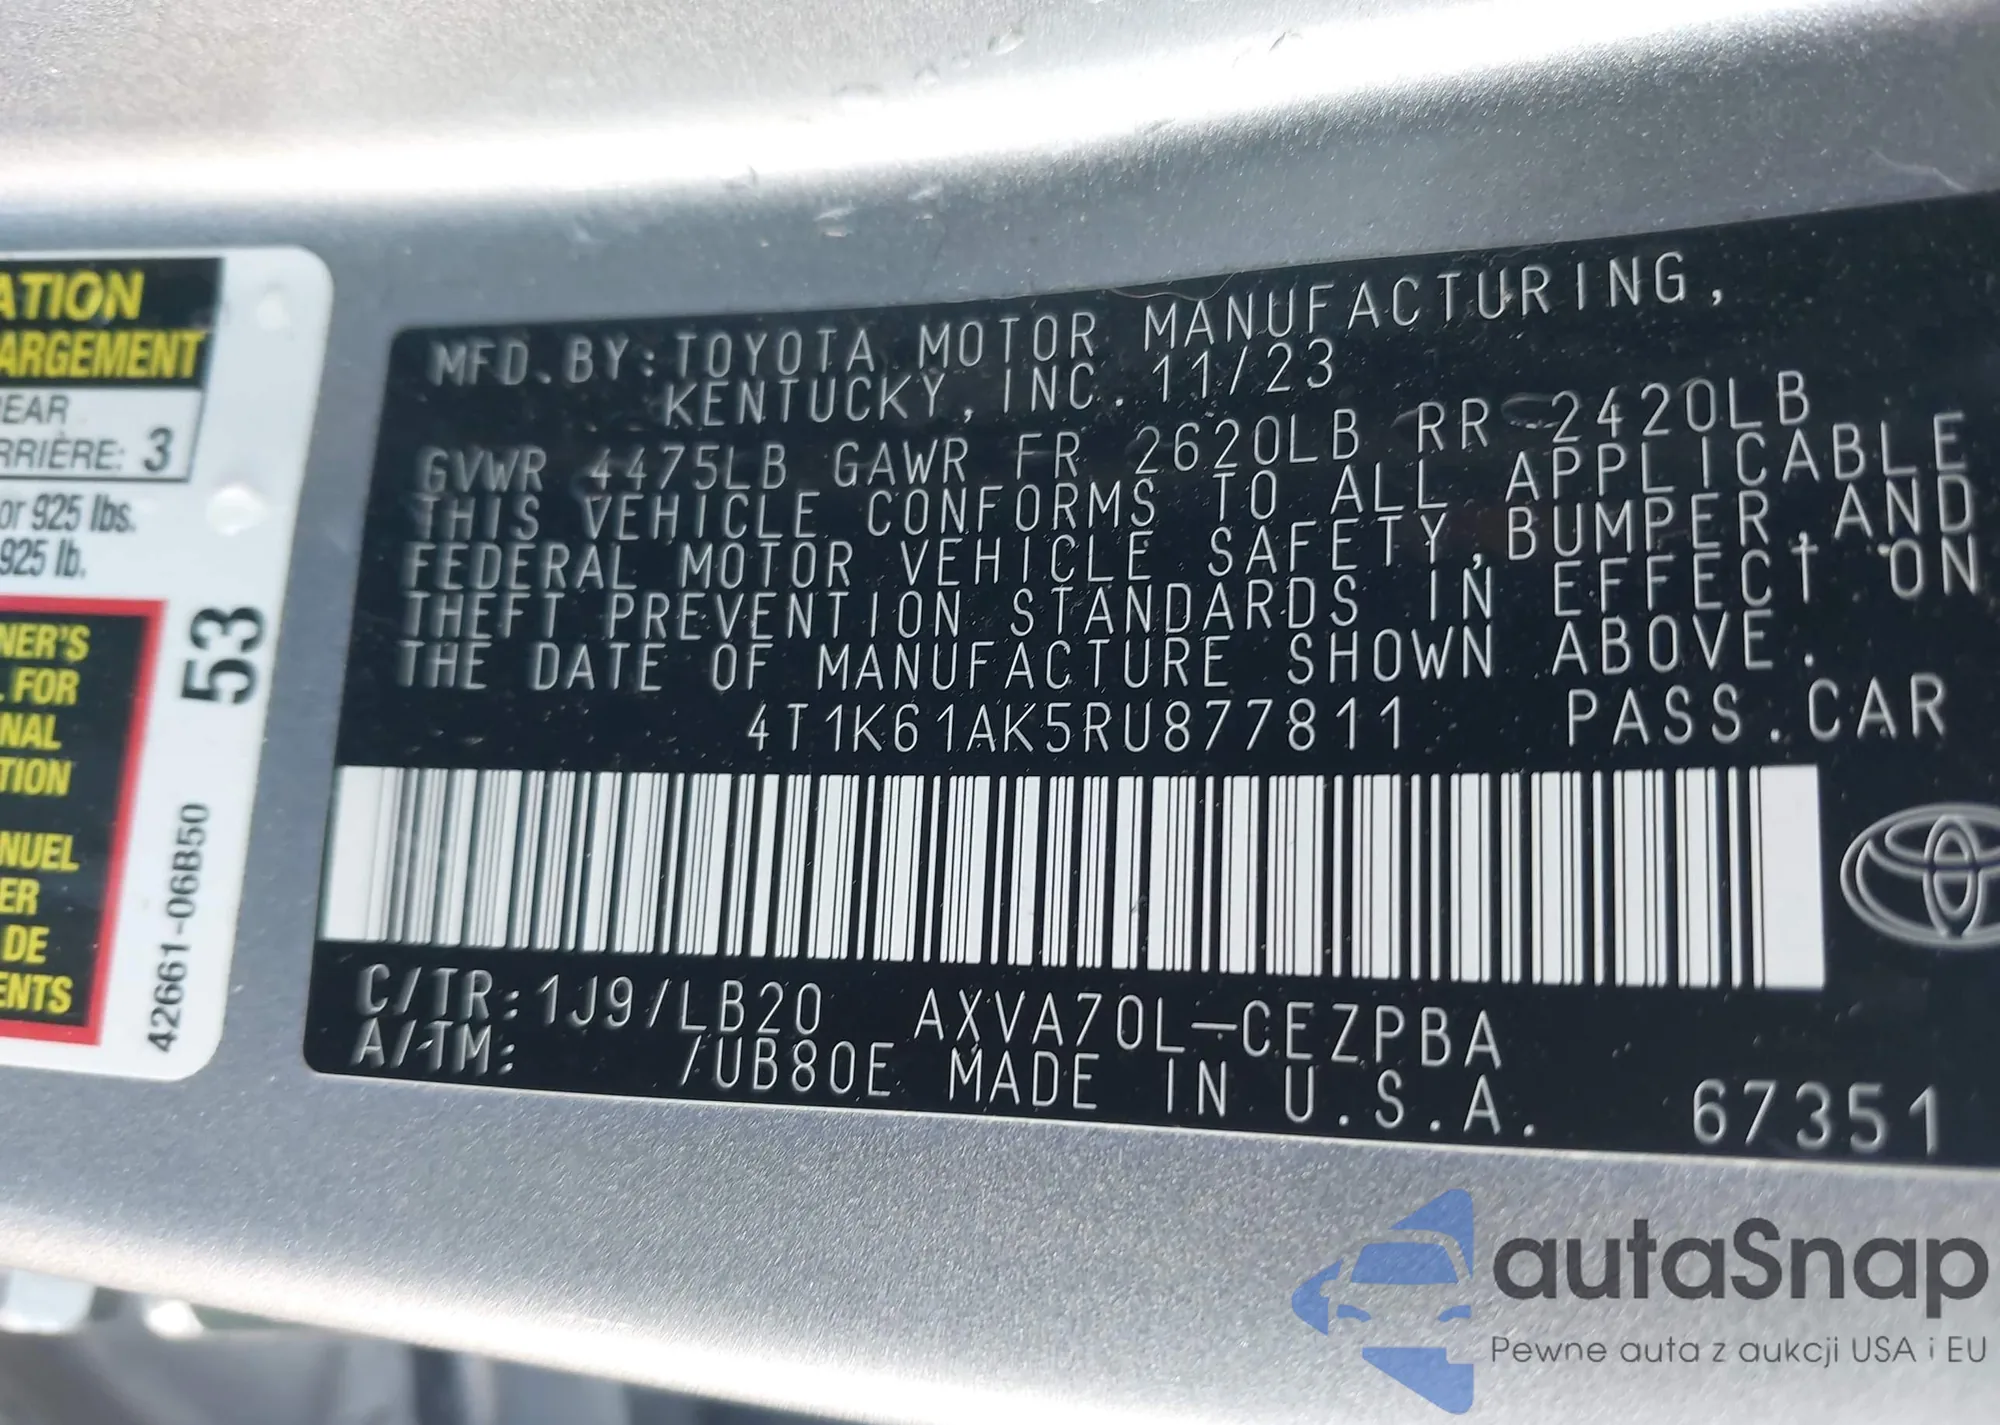 ATION
ARGEMENT
REAR
RRIÈRE: 3
or 925 lbs.
925 lb.
NER'S
FOR
NAL
TION
NUEL
ER
DE
ENTS
53
42661-06B50
MFD.BY:TOYOTA MOTOR MANUFACTURING,
KENTUCKY,INC. 11/23
GVWR 4475LB GAWR FR 2620LB RR 2420LB
THIS VEHICLE CONFORMS TO ALL APPLICABLE
FEDERAL MOTOR VEHICLE SAFETY,BUMPER,AND
THEFT PREVENTION STANDARDS IN EFFECT ON
THE DATE OF MANUFACTURE SHOWN ABOVE.
4T1K61AK5RU877811 PASS.CAR
C/TR:1J9/LB20 AXVA70L-CEZPBA
A/TM: /UB80E MADE IN U.S.A.
67351
autaSnap
Pewne auta z aukcji USA i EU